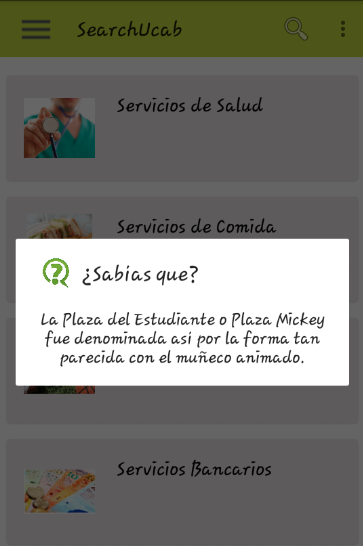 SearchUcab
Servicios de Salud
Servicios de Comida
¿Sabias que?
La Plaza del Estudiante o Plaza Mickey
fue denominada asi por la forma tan
parecida con el muñeco animado.
Servicios Bancarios